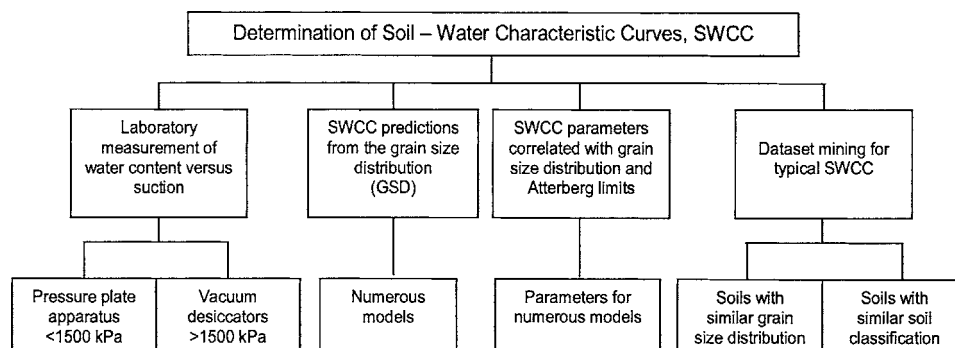 Determination of Soil – Water Characteristic Curves, SWCC
Laboratory
measurement of
water content versus
suction
SWCC predictions
from the grain size
distribution
(GSD)
SWCC parameters
correlated with grain
size distribution and
Atterberg limits
Dataset mining for
typical SWCC
Pressure plate
apparatus
<1500 kPa
Vacuum
desiccators
>1500 kPa
Numerous
models
Parameters for
numerous models
Soils with
similar grain
size distribution
Soils with
similar soil
classification